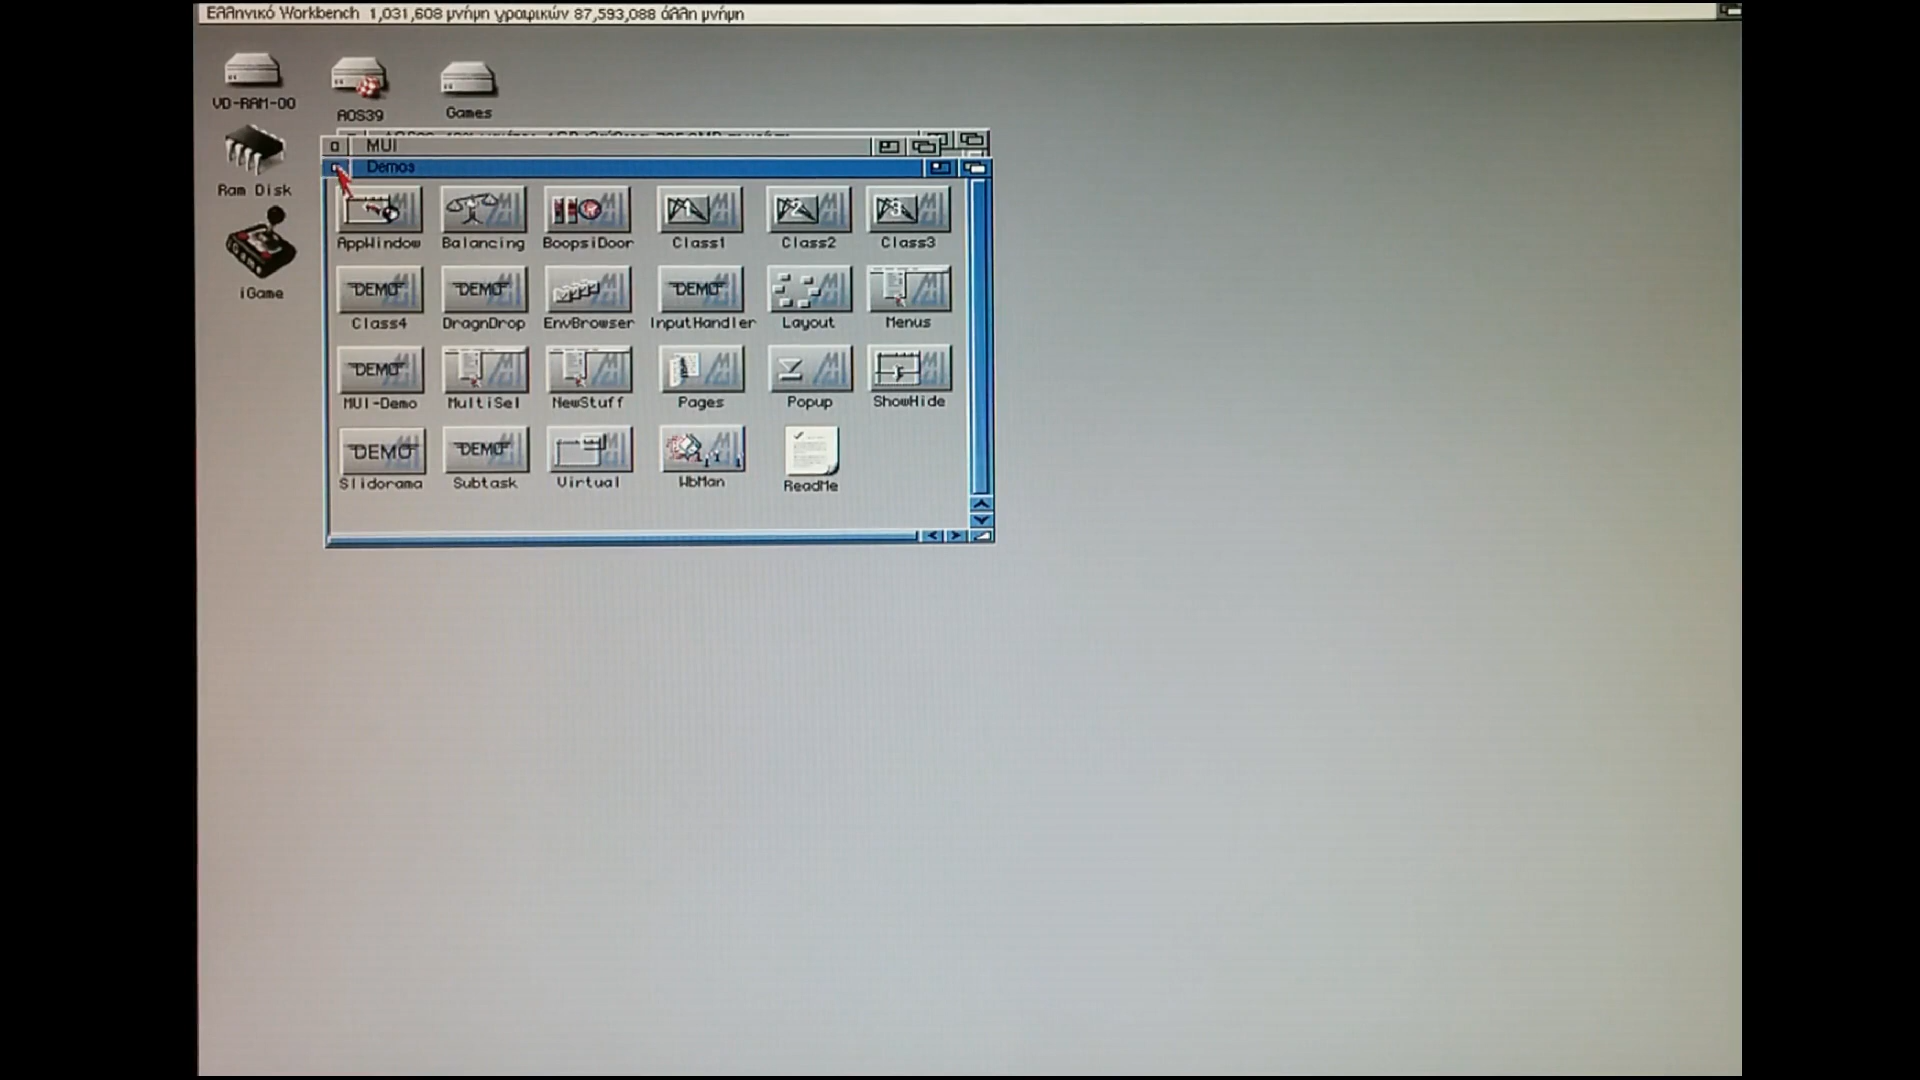 Ελληνικό Workbench 1,031,608 μνήμη γραφικών 87,593,088 άλλη μνήμη
VD-RAM-00
AOS39
Games
Ram Disk
iGame
MUI
Demos
AppWindow Balancing BoopsiDoor Class1 Class2 Class3
DEMO DEMO DEMO
Class4 DragnDrop EnvBrowser InputHandler Layout Menus
DEMO
MUI-Demo MultiSel NewStuff Pages Popup ShowHide
DEMO DEMO
Slidorama Subtask Virtual WbMan ReadMe